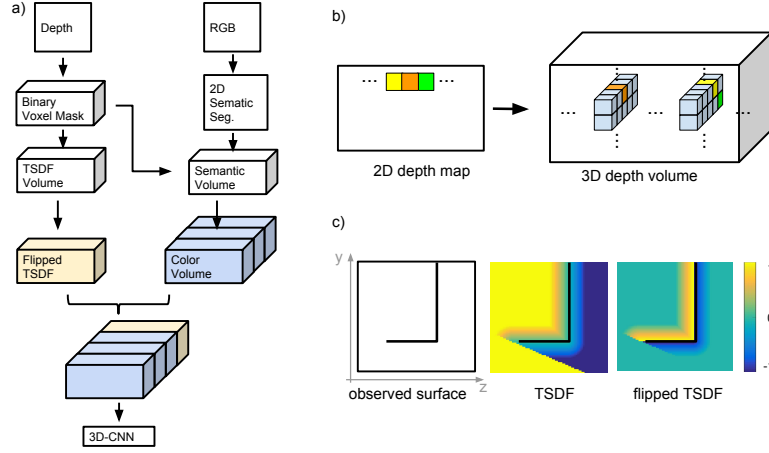 a)
Depth
RGB
Binary
Voxel Mask
2D
Sematic
Seg.
TSDF
Volume
Semantic
Volume
Flipped
TSDF
Color
Volume
3D-CNN
b)
...
...
...
...
...
...
...
...
...
2D depth map
3D depth volume
c)
y
z
observed surface
TSDF
flipped TSDF